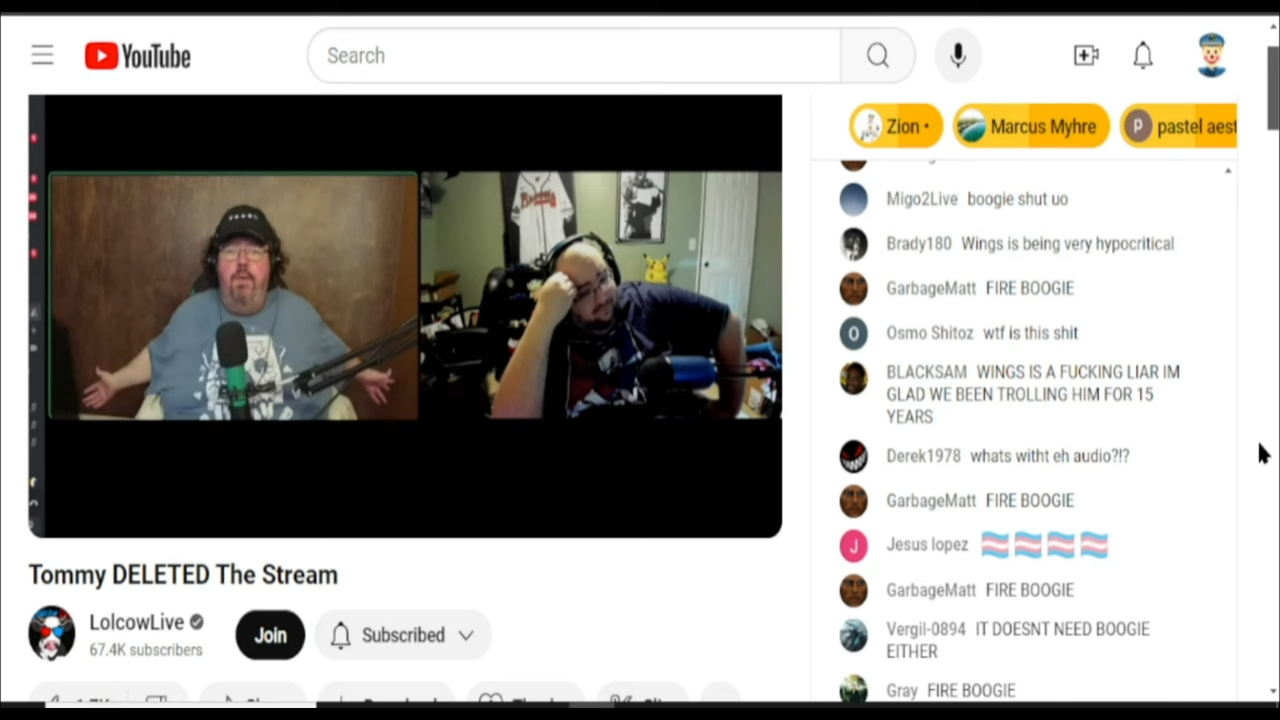 YouTube
Search
Zion •
Marcus Myhre
P
pastel aest
Migo2Live boogie shut uo
Brady180 Wings is being very hypocritical
GarbageMatt FIRE BOOGIE
O
Osmo Shitoz wtf is this shit
BLACKSAM WINGS IS A FUCKING LIAR IM
GLAD WE BEEN TROLLING HIM FOR 15
YEARS
Derek1978 whats witht eh audio?!?
GarbageMatt FIRE BOOGIE
J
Jesus lopez
GarbageMatt FIRE BOOGIE
Vergil-0894 IT DOESNT NEED BOOGIE
EITHER
Gray FIRE BOOGIE
Braves
Tommy DELETED The Stream
LolcowLive
67.4K subscribers
Join
Subscribed